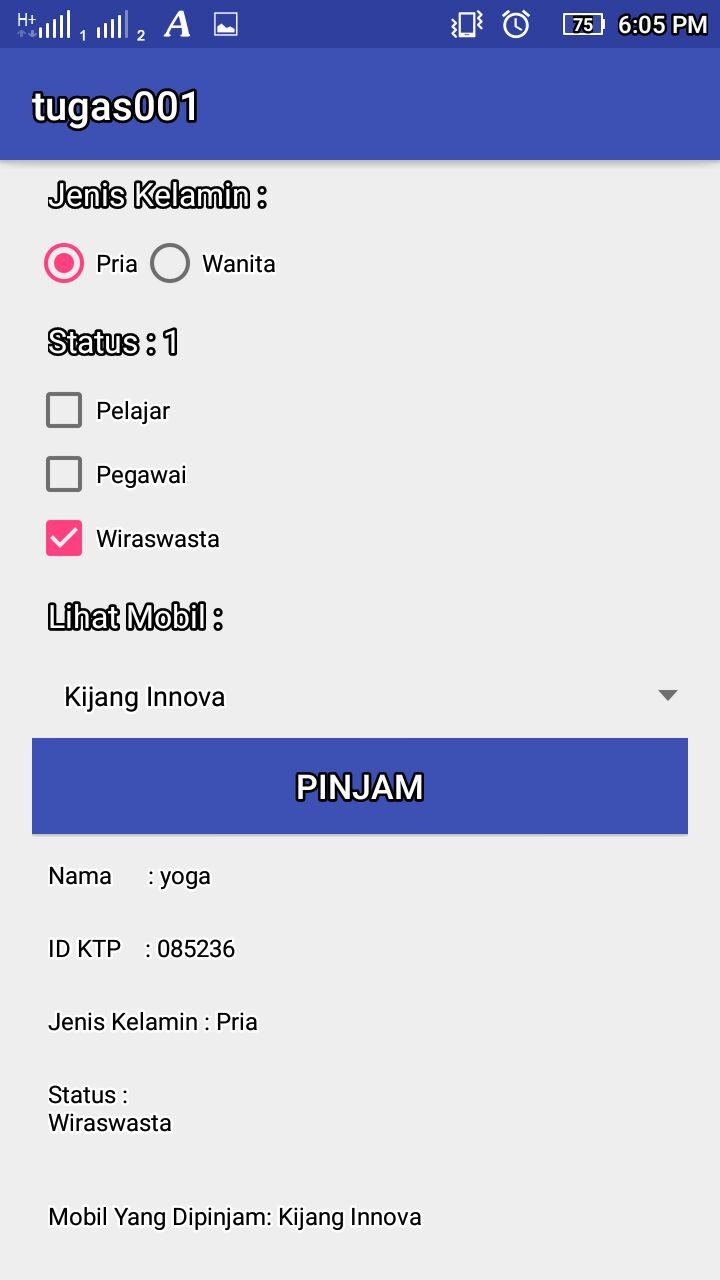 H+ 1 2 A 75 6:05 PM
tugas001
Jenis Kelamin :
Pria Wanita
Status : 1
Pelajar
Pegawai
Wiraswasta
Lihat Mobil :
Kijang Innova
PINJAM
Nama : yoga
ID KTP : 085236
Jenis Kelamin : Pria
Status :
Wiraswasta
Mobil Yang Dipinjam: Kijang Innova